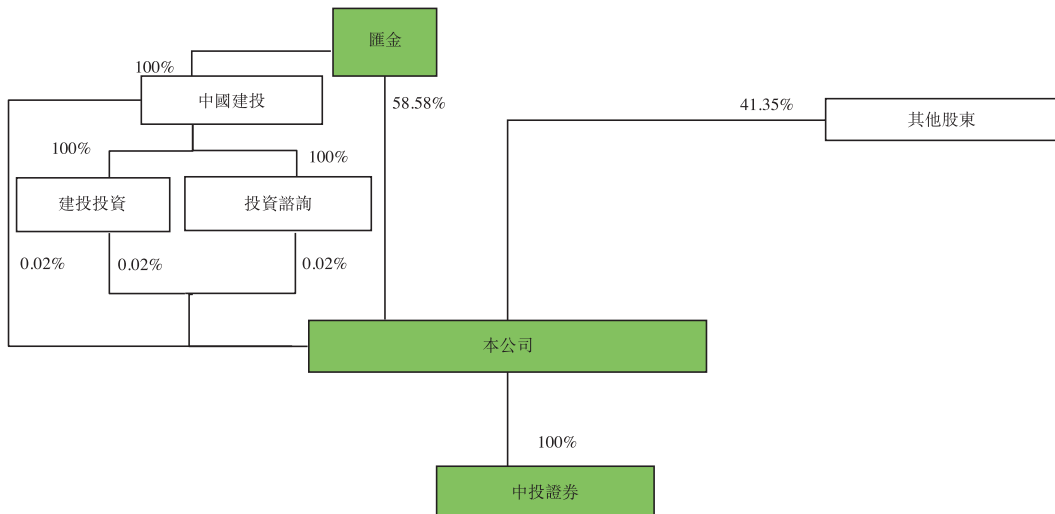 匯金
100%
中國建投
58.58%
41.35%
其他股東
100%
100%
建投投資
投資諮詢
0.02%
0.02%
0.02%
本公司
100%
中投證券